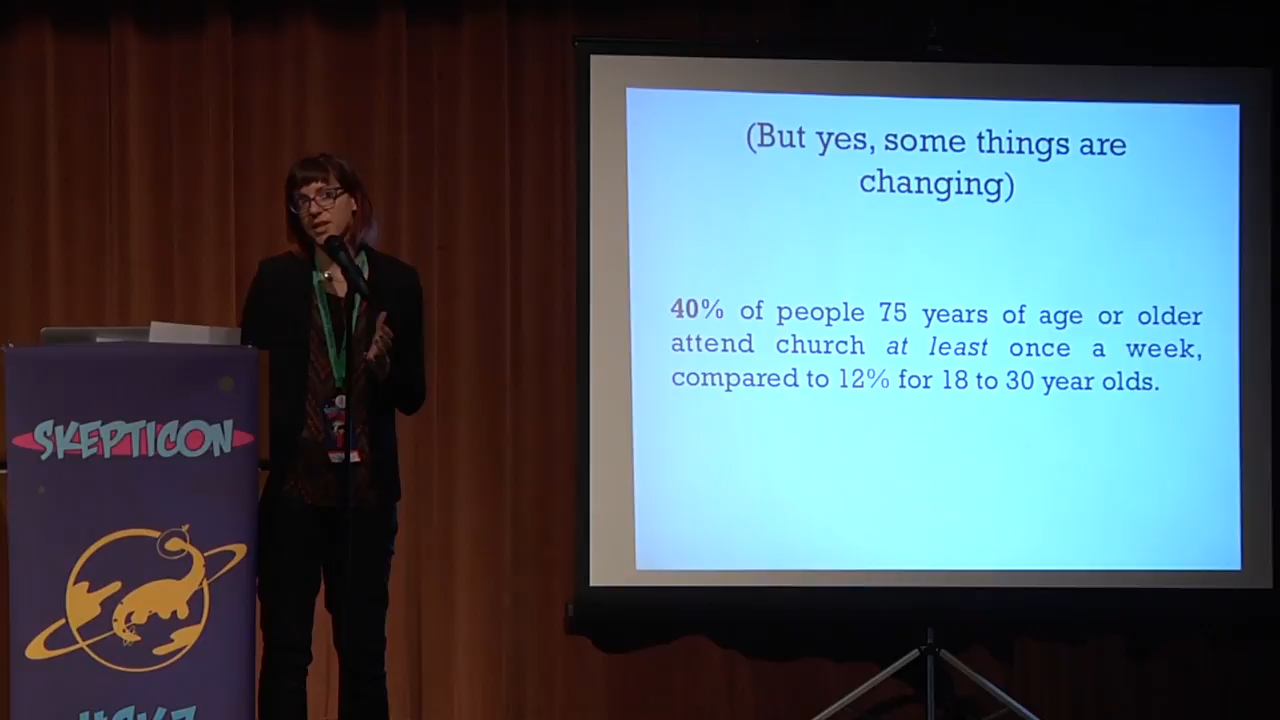 (But yes, some things are
changing)
40% of people 75 years of age or older
attend church at least once a week,
compared to 12% for 18 to 30 year olds.
SKEPTICON